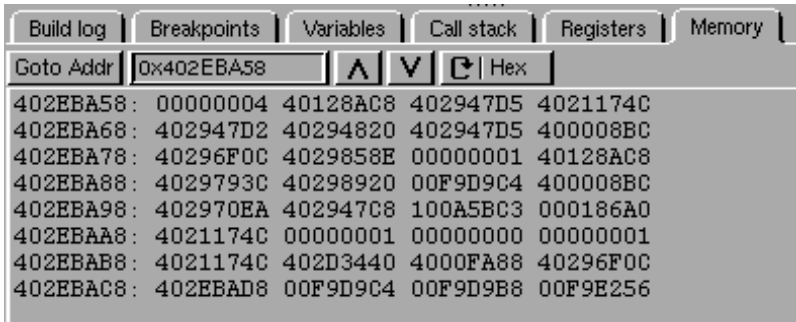 Build log Breakpoints Variables Call stack Registers Memory
Goto Addr 0x402EBA58 Hex
402EBA58: 00000004 40128AC8 402947D5 4021174C
402EBA68: 402947D2 40294820 402947D5 400008BC
402EBA78: 40296F0C 4029858E 00000001 40128AC8
402EBA88: 4029793C 40298920 00F9D9C4 400008BC
402EBA98: 402970EA 402947C8 100A5BC3 000186A0
402EBAA8: 4021174C 00000001 00000000 00000001
402EBAB8: 4021174C 402D3440 4000FA88 40296F0C
402EBAC8: 402EBAD8 00F9D9C4 00F9D9B8 00F9E256